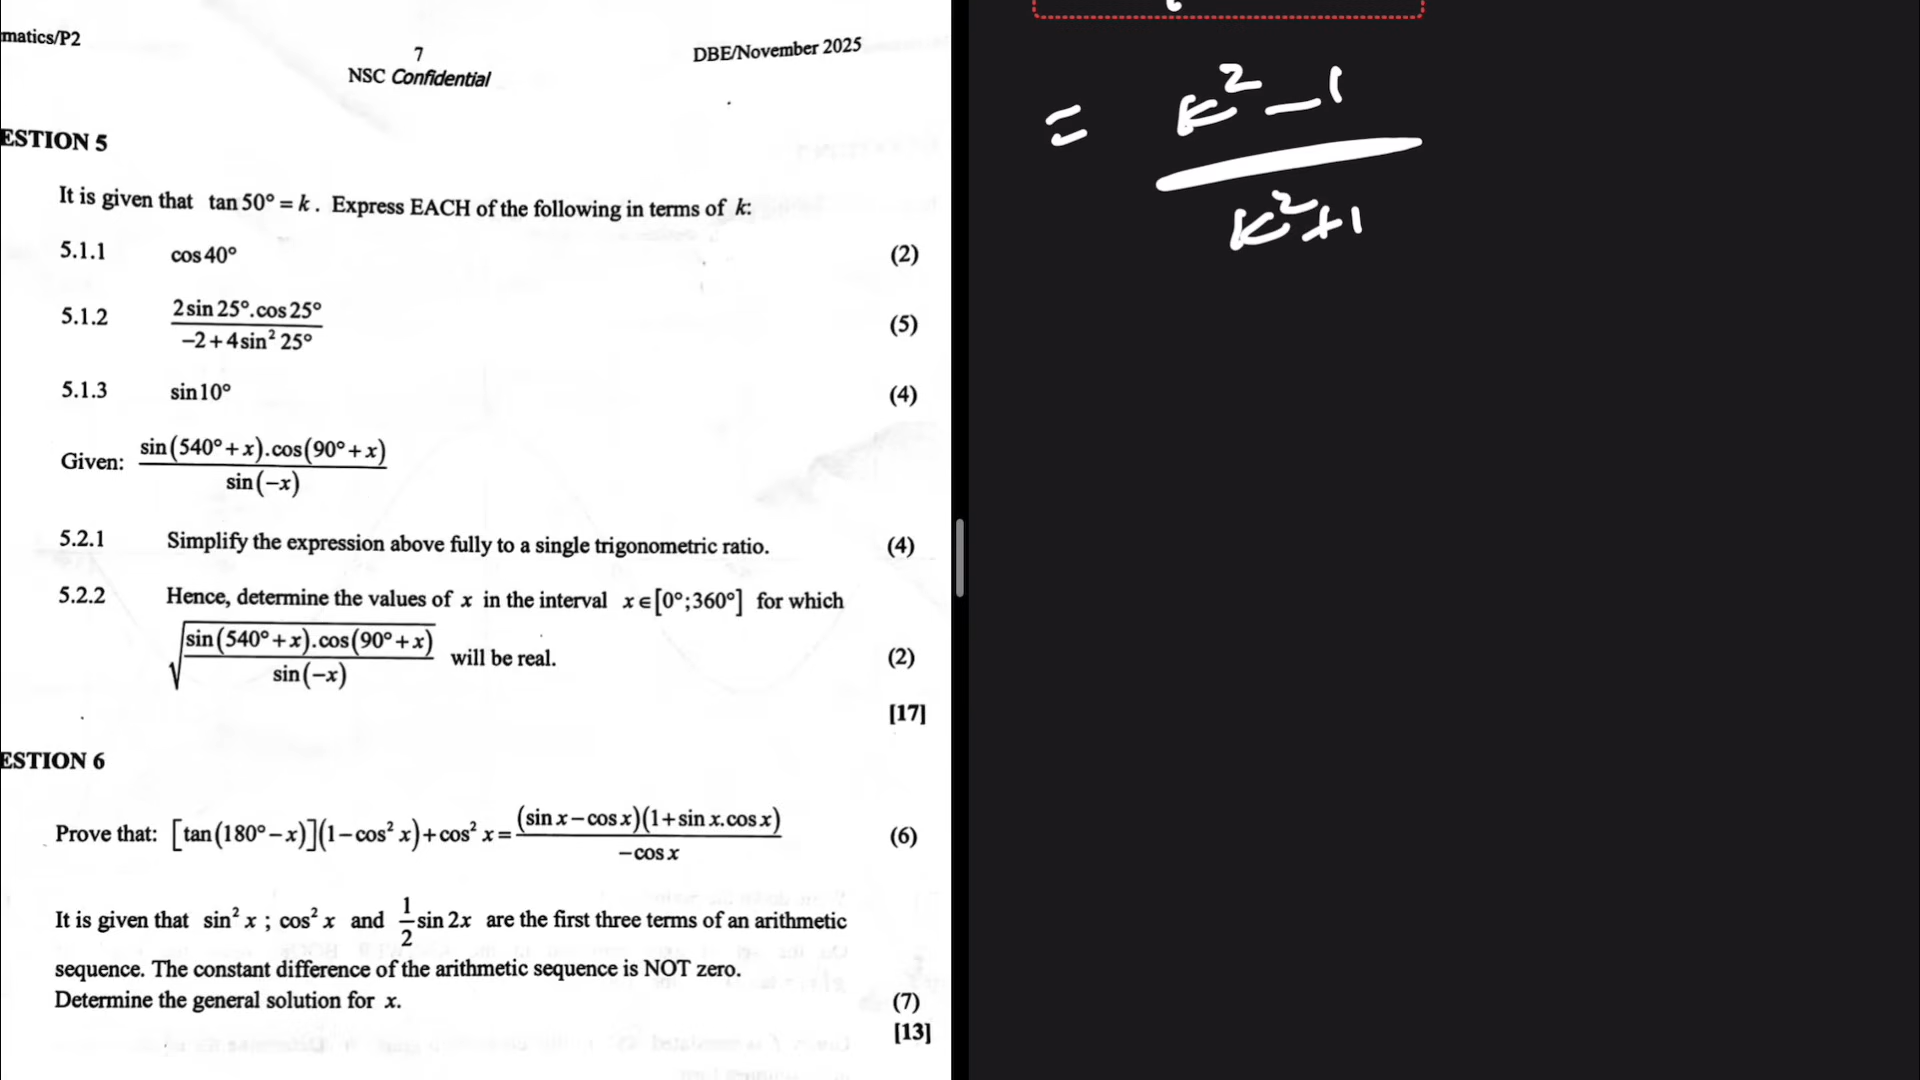 matics/P2
7
NSC Confidential
DBE/November 2025
ESTION 5
It is given that tan 50° = k. Express EACH of the following in terms of k:
5.1.1 cos 40° (2)
5.1.2 2 sin 25°.cos 25° / −2 + 4 sin² 25° (5)
5.1.3 sin 10° (4)
Given: sin(540° + x).cos(90° + x) / sin(−x)
5.2.1 Simplify the expression above fully to a single trigonometric ratio. (4)
5.2.2 Hence, determine the values of x in the interval x ∈ [0°;360°] for which
√(sin(540° + x).cos(90° + x) / sin(−x)) will be real. (2)
[17]
ESTION 6
Prove that: [tan(180° − x)](1 − cos² x) + cos² x = (sin x − cos x)(1 + sin x.cos x) / −cos x (6)
It is given that sin² x ; cos² x and 1/2 sin 2x are the first three terms of an arithmetic
sequence. The constant difference of the arithmetic sequence is NOT zero.
Determine the general solution for x. (7)
[13]
= k² − 1 / k² + 1